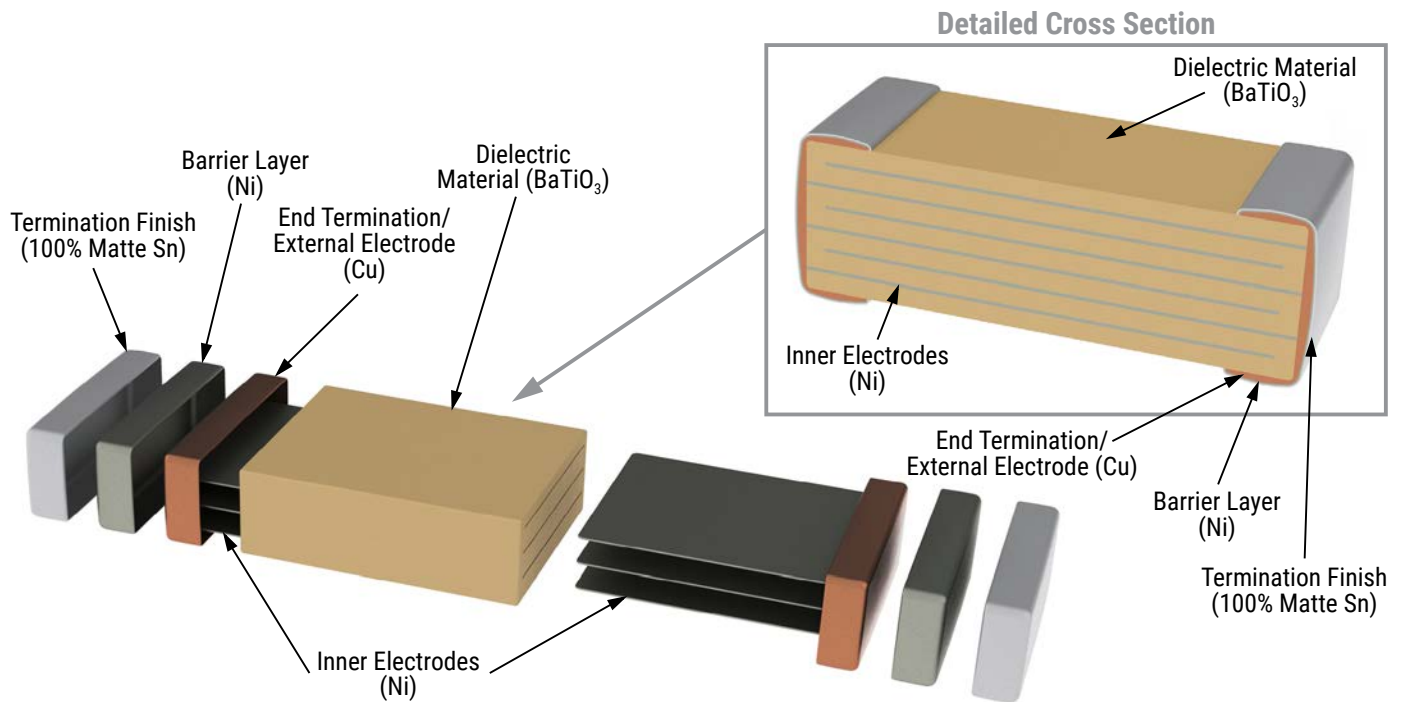 Detailed Cross Section
Dielectric Material
(BaTiO₃)
Inner Electrodes
(Ni)
End Termination/
External Electrode (Cu)
Barrier Layer
(Ni)
Termination Finish
(100% Matte Sn)
Termination Finish
(100% Matte Sn)
Barrier Layer
(Ni)
End Termination/
External Electrode
(Cu)
Dielectric
Material (BaTiO₃)
Inner Electrodes
(Ni)